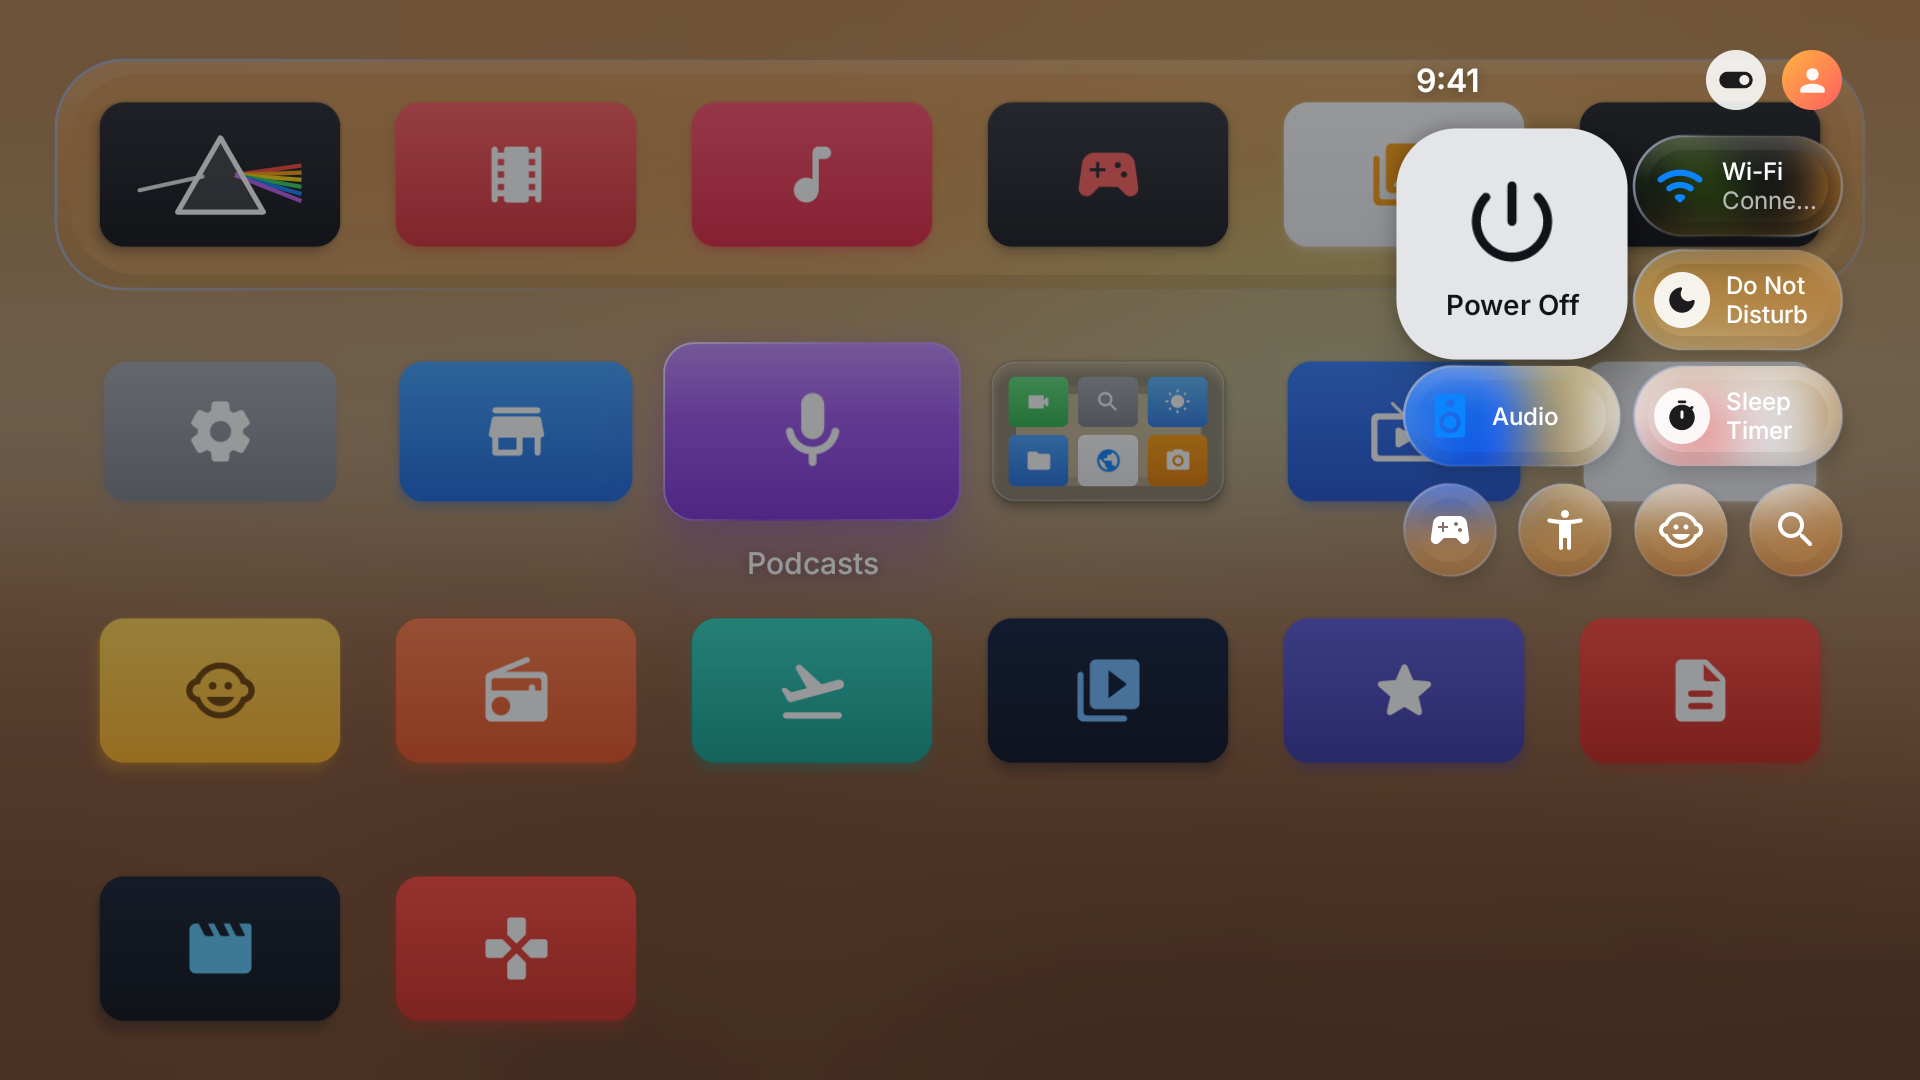 9:41
Power Off
Wi-Fi
Conne...
Do Not
Disturb
Audio
Sleep
Timer
Podcasts